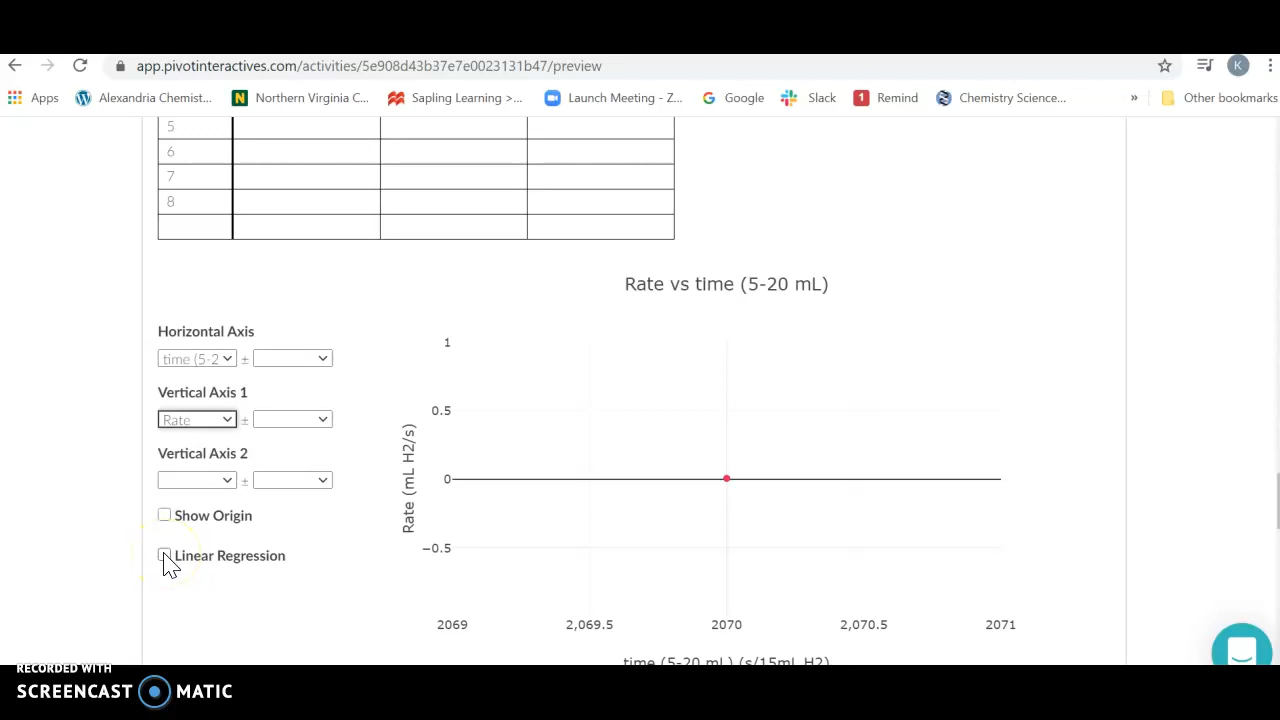 app.pivotinteractives.com/activities/5e908d43b37e7e0023131b47/preview
K
Apps Alexandria Chemist... Northern Virginia C... Sapling Learning >... Launch Meeting - Z... Google Slack 1 Remind Chemistry Science... » Other bookmarks
5
6
7
8
Rate vs time (5-20 mL)
Horizontal Axis
time (5-2 ±
Vertical Axis 1
Rate ±
Vertical Axis 2
±
Show Origin
Linear Regression
1
0.5
0
−0.5
Rate (mL H2/s)
2069 2,069.5 2070 2,070.5 2071
time (5-20 mL) (s/15mL H2)
RECORDED WITH
SCREENCAST MATIC